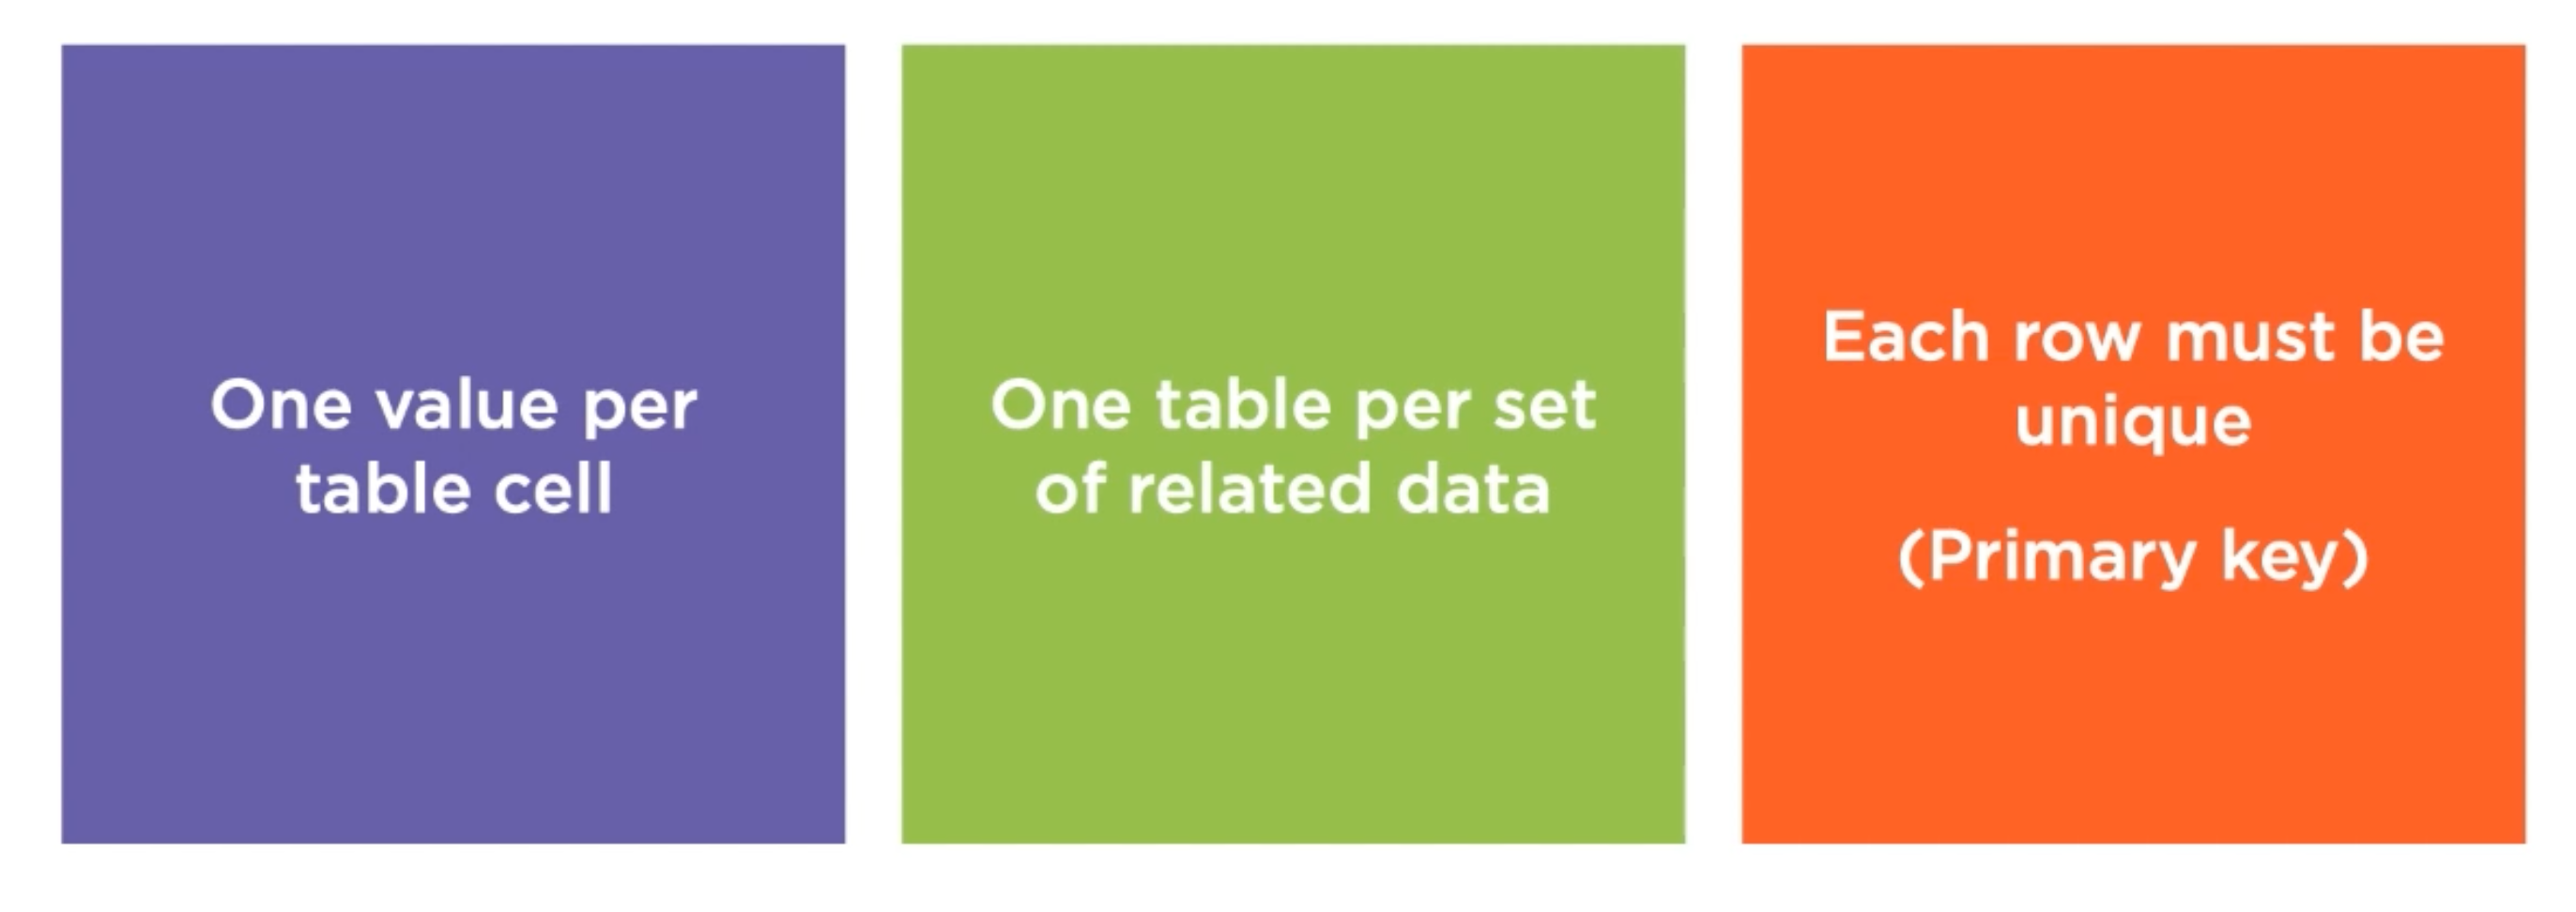 One value per
table cell
One table per set
of related data
Each row must be
unique
(Primary key)